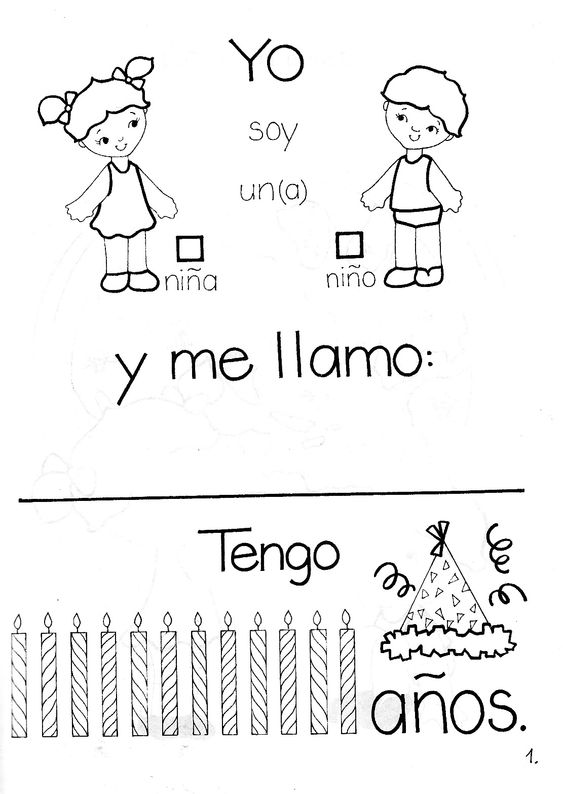 Yo
soy
un(a)
niña niño
y me llamo:
Tengo
años.
1.